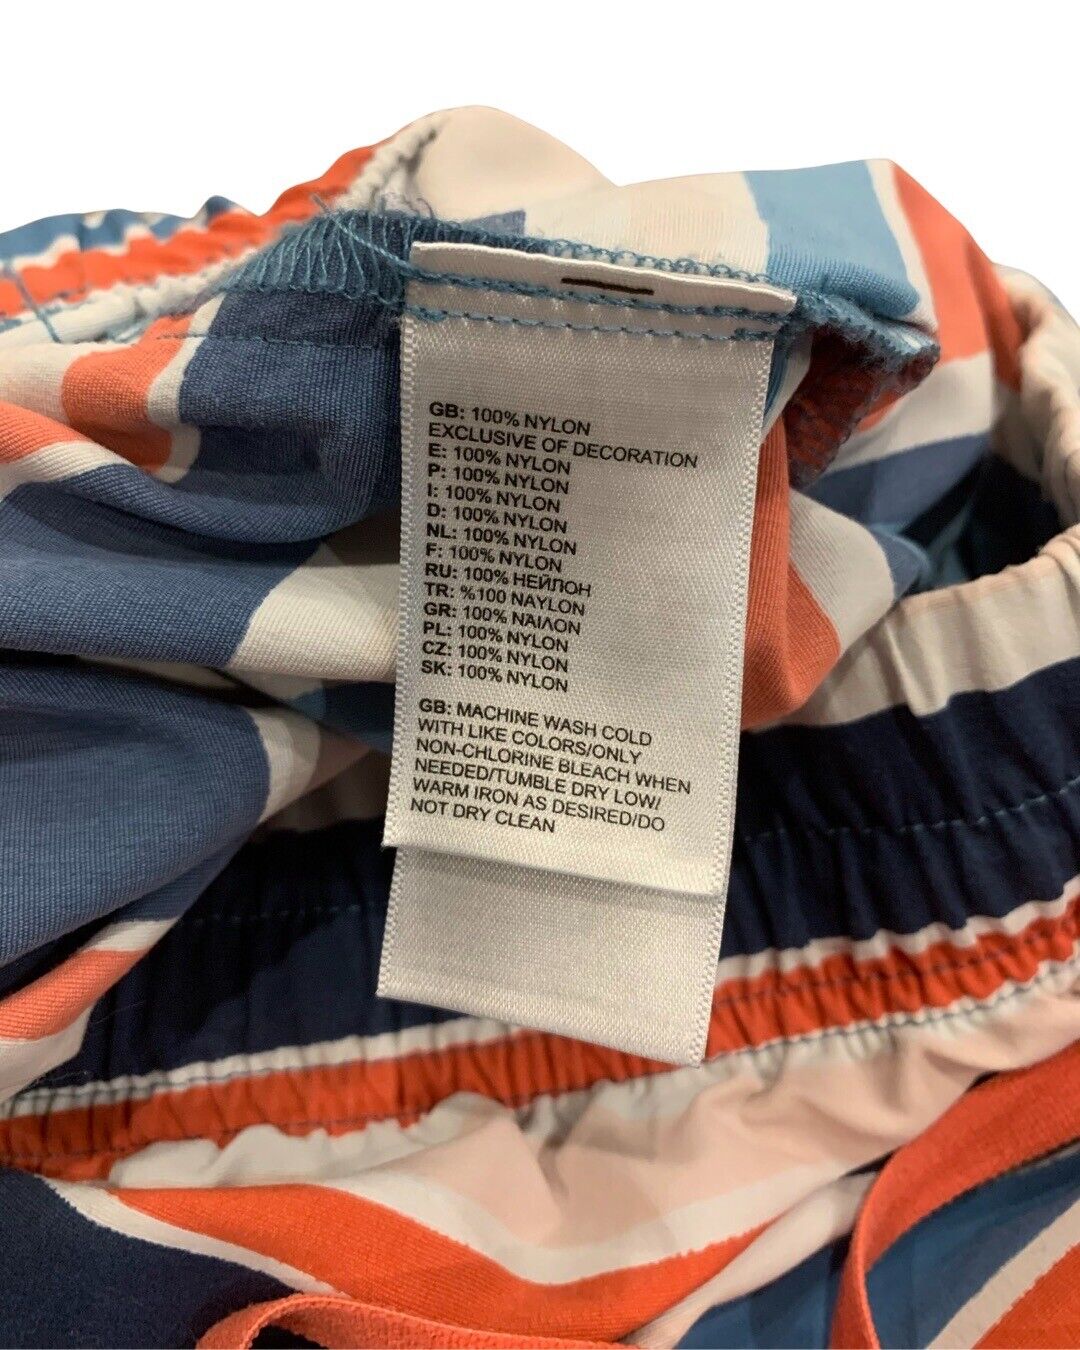 GB: 100% NYLON
EXCLUSIVE OF DECORATION
E: 100% NYLON
P: 100% NYLON
I: 100% NYLON
D: 100% NYLON
NL: 100% NYLON
F: 100% NYLON
RU: 100% НЕЙЛОН
TR: %100 NAYLON
GR: 100% ΝΑΙΛΟΝ
PL: 100% NYLON
CZ: 100% NYLON
SK: 100% NYLON
GB: MACHINE WASH COLD
WITH LIKE COLORS/ONLY
NON-CHLORINE BLEACH WHEN
NEEDED/TUMBLE DRY LOW/
WARM IRON AS DESIRED/DO
NOT DRY CLEAN